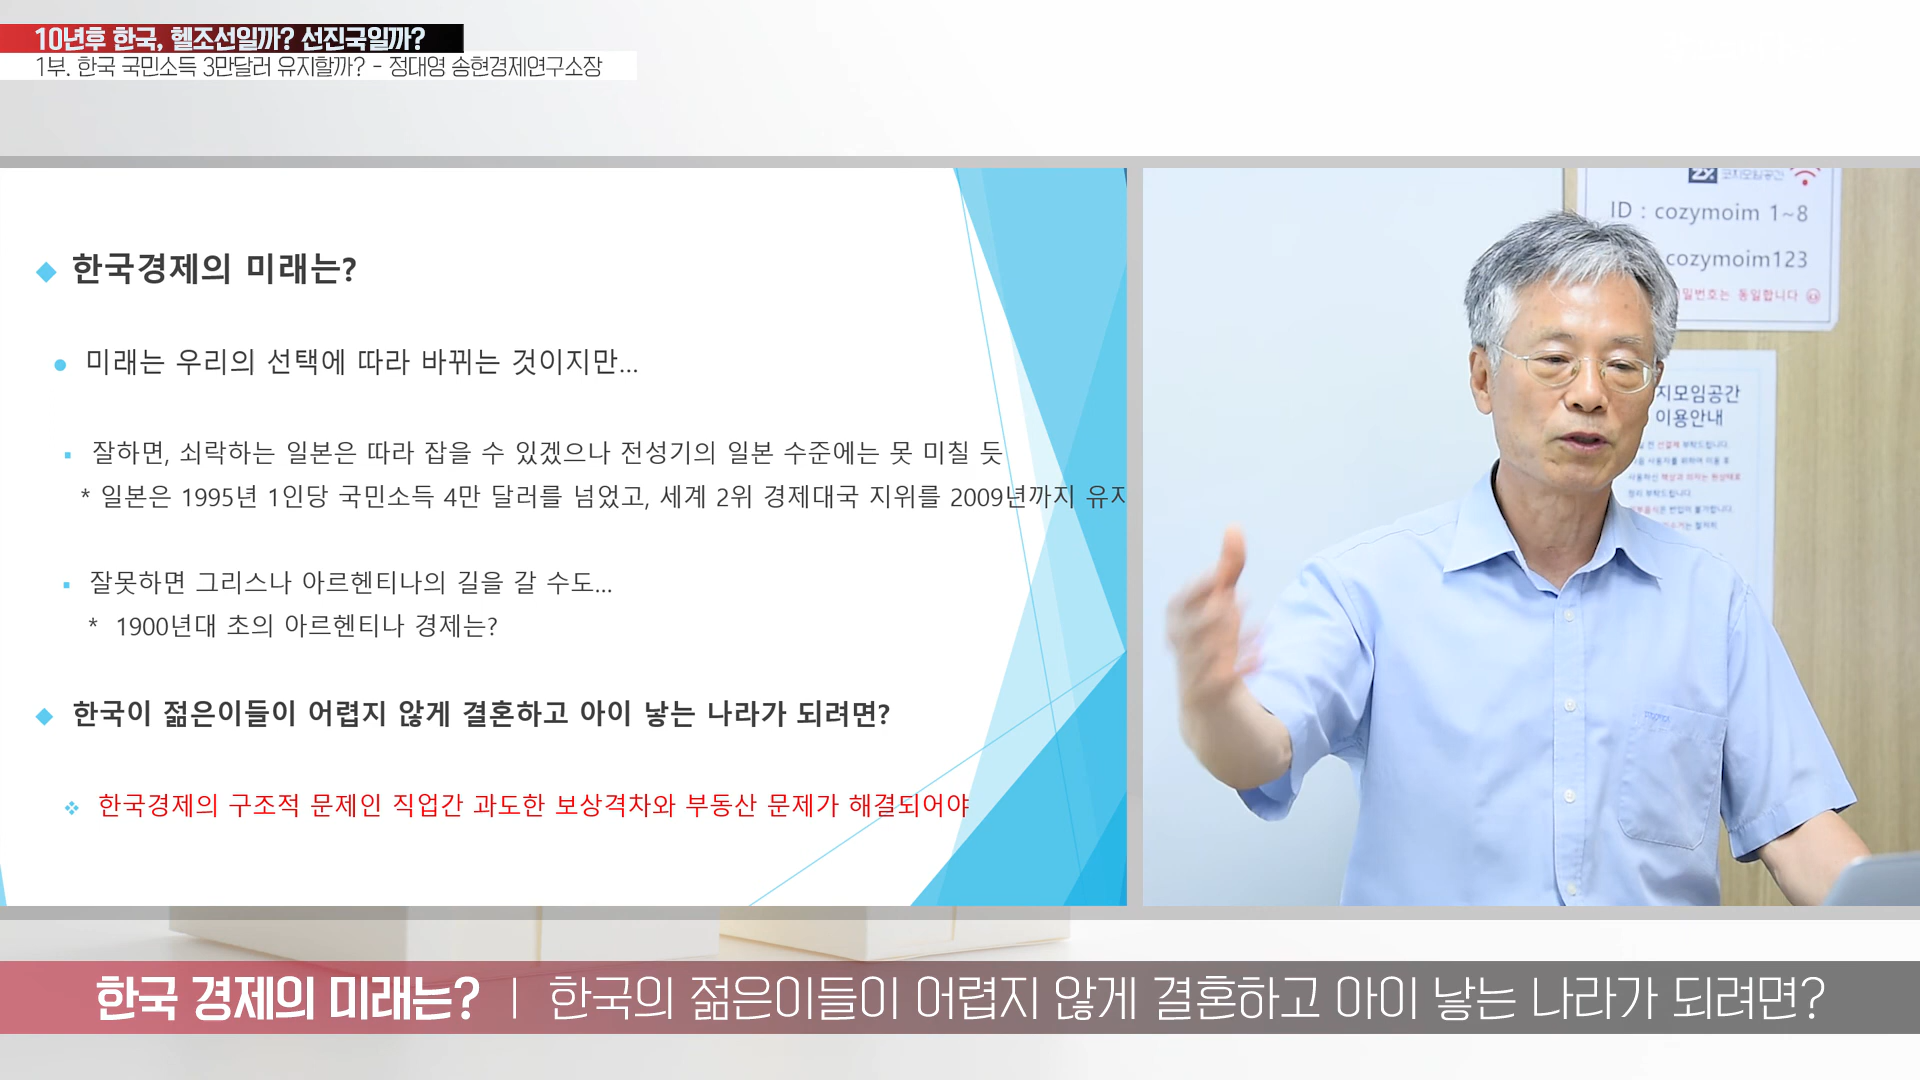 10년후 한국, 헬조선일까? 선진국일까?
1부. 한국 국민소득 3만달러 유지할까? - 정대영 송현경제연구소장
한국경제의 미래는?
미래는 우리의 선택에 따라 바뀌는 것이지만...
잘하면, 쇠락하는 일본은 따라 잡을 수 있겠으나 전성기의 일본 수준에는 못 미칠 듯
* 일본은 1995년 1인당 국민소득 4만 달러를 넘었고, 세계 2위 경제대국 지위를 2009년까지 유지
잘못하면 그리스나 아르헨티나의 길을 갈 수도...
* 1900년대 초의 아르헨티나 경제는?
한국이 젊은이들이 어렵지 않게 결혼하고 아이 낳는 나라가 되려면?
한국경제의 구조적 문제인 직업간 과도한 보상격차와 부동산 문제가 해결되어야
코지모임공간
ID : cozymoim 1~8
cozymoim123
밀번호는 동일합니다
지모임공간
이용안내
한국 경제의 미래는? | 한국의 젊은이들이 어렵지 않게 결혼하고 아이 낳는 나라가 되려면?